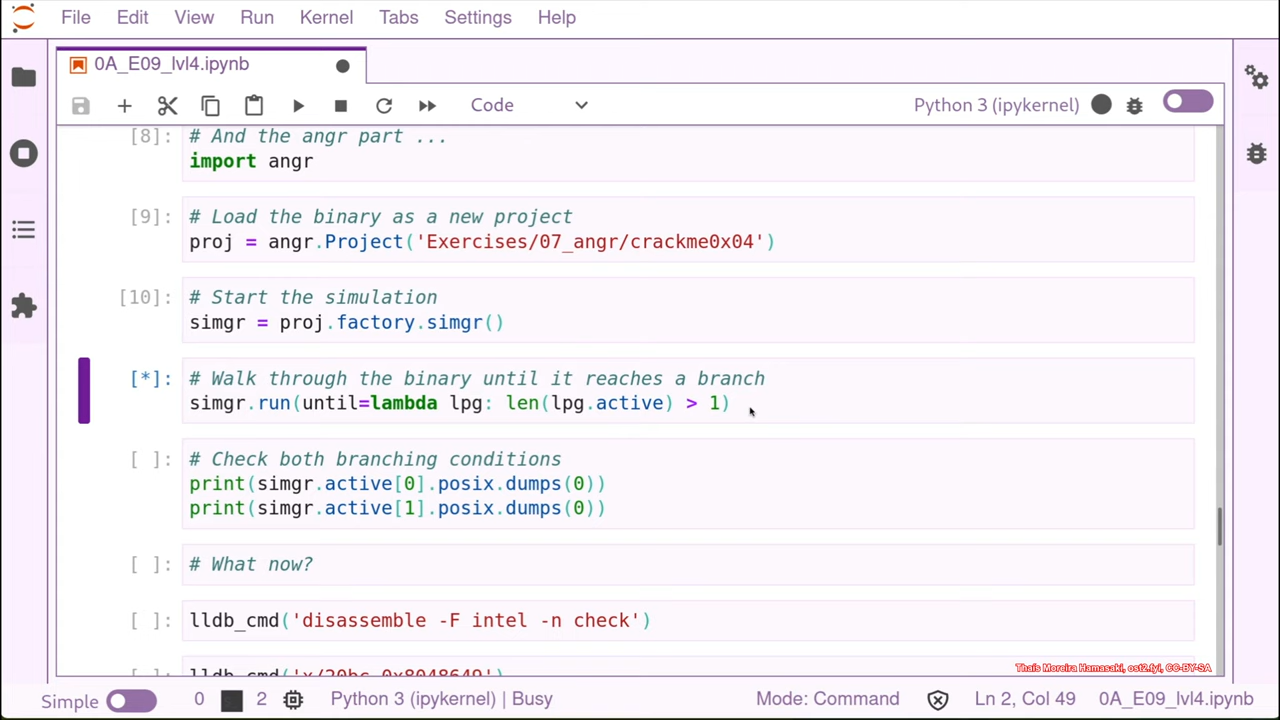 File Edit View Run Kernel Tabs Settings Help
0A_E09_lvl4.ipynb
Code
Python 3 (ipykernel)
[8]: # And the angr part ...
import angr
[9]: # Load the binary as a new project
proj = angr.Project('Exercises/07_angr/crackme0x04')
[10]: # Start the simulation
simgr = proj.factory.simgr()
[*]: # Walk through the binary until it reaches a branch
simgr.run(until=lambda lpg: len(lpg.active) > 1)
[ ]: # Check both branching conditions
print(simgr.active[0].posix.dumps(0))
print(simgr.active[1].posix.dumps(0))
[ ]: # What now?
[ ]: lldb_cmd('disassemble -F intel -n check')
[ ]: lldb_cmd('x/20bc 0x8048649')
Thaís Moreira Hamasaki, ost2.fyi, CC-BY-SA
Simple 0 2 Python 3 (ipykernel) | Busy Mode: Command Ln 2, Col 49 0A_E09_lvl4.ipynb